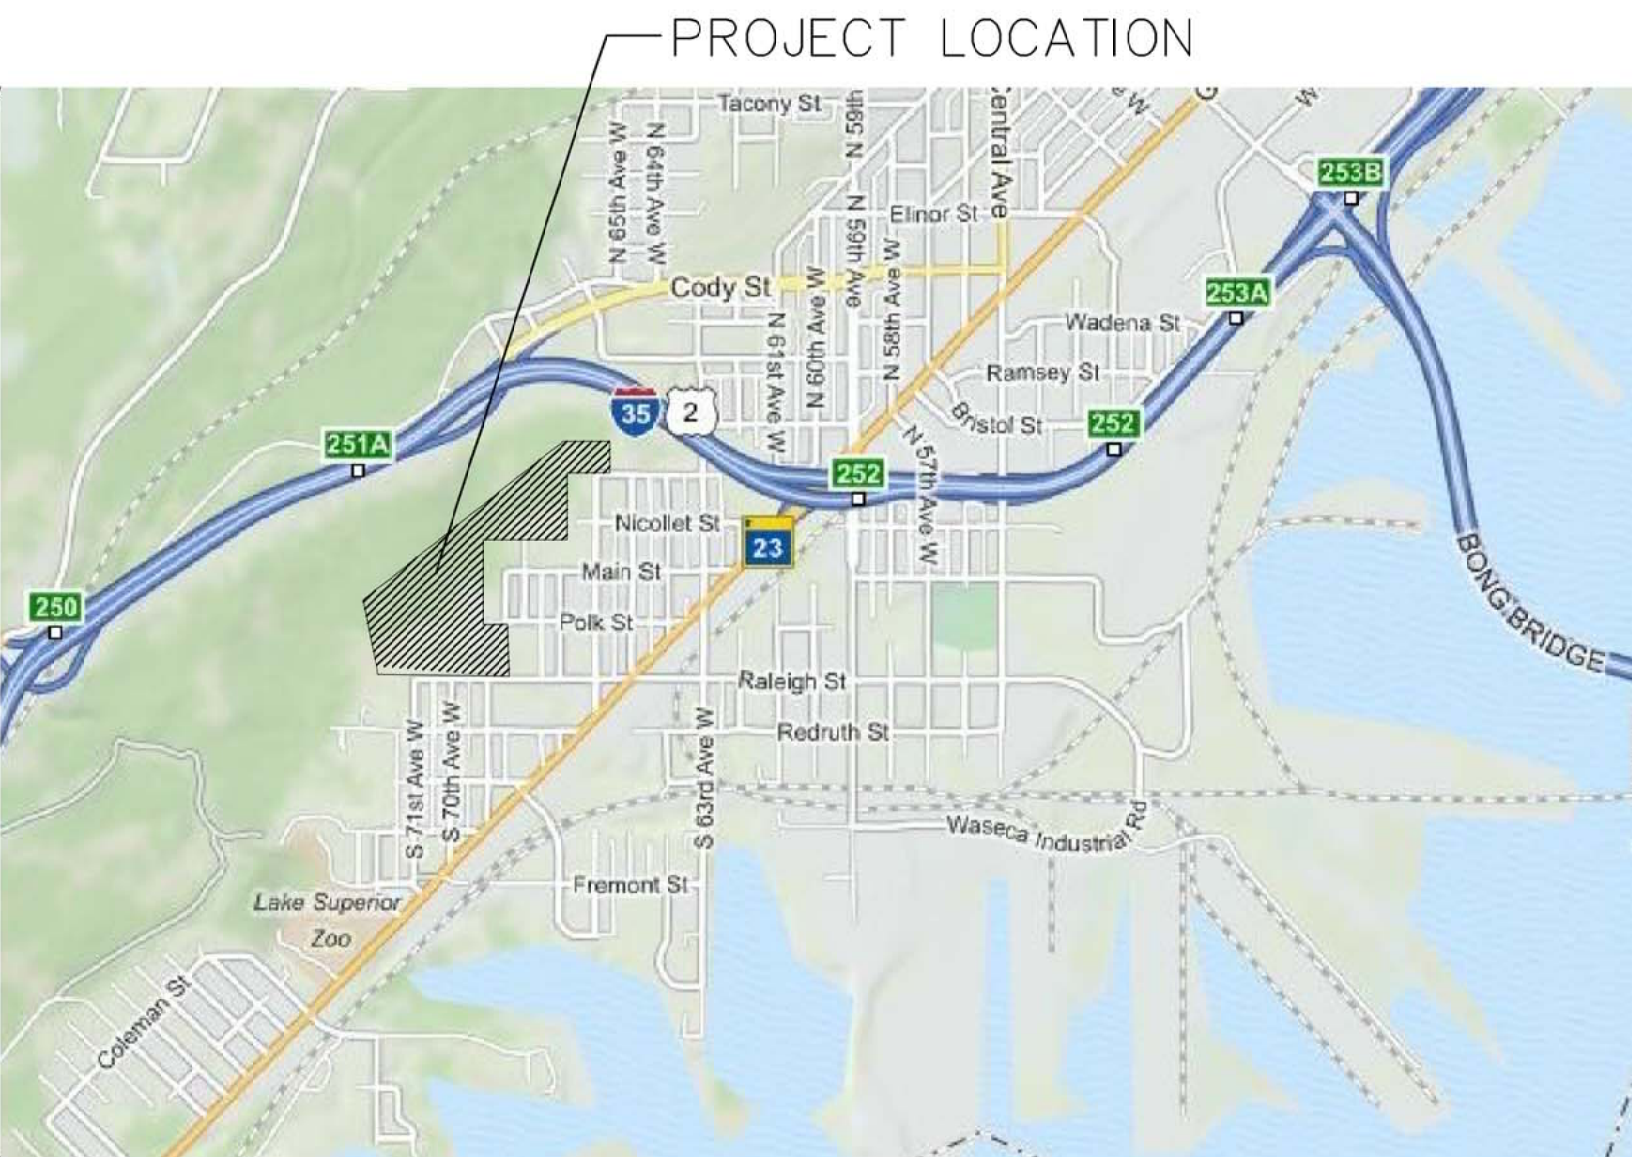 PROJECT LOCATION
Tacony St
N 65th Ave W
N 64th Ave W
N 59th
Central Ave
e W
W
G
253B
Elinor St
N 59th Ave
N 58th Ave W
N 60th Ave W
N 61st Ave W
Cody St
253A
Wadena St
Ramsey St
Bristol St
252
35
2
251A
252
N 57th Ave W
Nicollet St
23
Main St
Polk St
250
BONG BRIDGE
Raleigh St
Redruth St
S 71st Ave W
S 70th Ave W
S 63rd Ave W
Waseca Industrial Rd
Fremont St
Lake Superior
Zoo
Coleman St